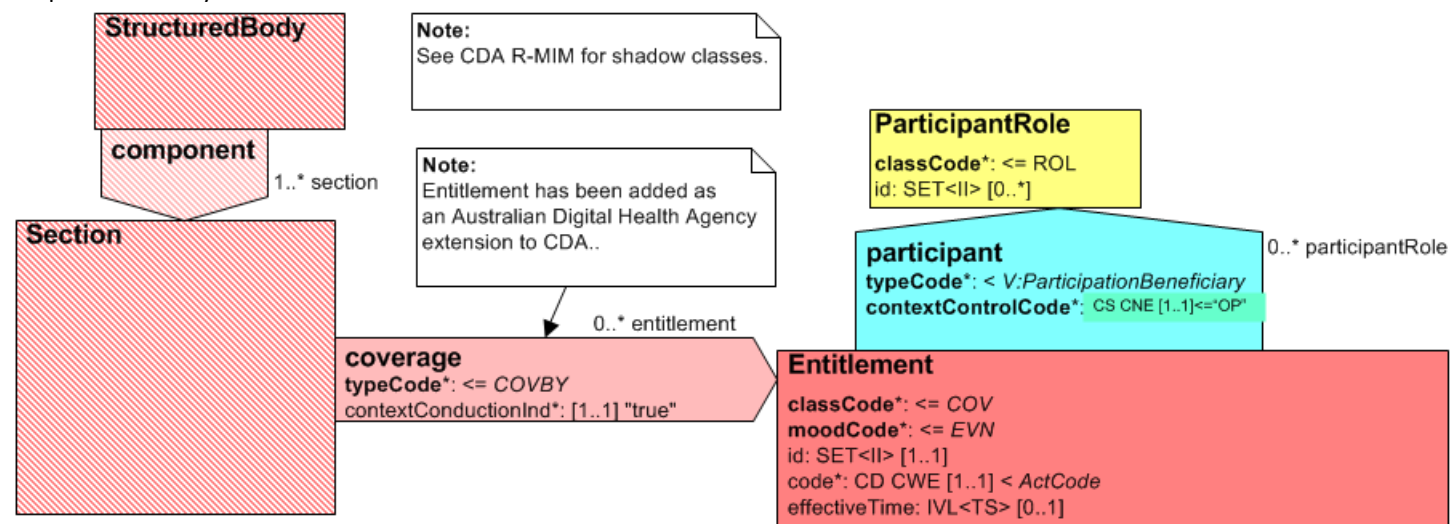 StructuredBody
Note:
See CDA R-MIM for shadow classes.
component
1..* section
Note:
Entitlement has been added as
an Australian Digital Health Agency
extension to CDA..
ParticipantRole
classCode*: <= ROL
id: SET<II> [0..*]
Section
participant
typeCode*: < V:ParticipationBeneficiary
contextControlCode*: CS CNE [1..1]<="OP"
0..* participantRole
0..* entitlement
coverage
typeCode*: <= COVBY
contextConductionInd*: [1..1] "true"
Entitlement
classCode*: <= COV
moodCode*: <= EVN
id: SET<II> [1..1]
code*: CD CWE [1..1] < ActCode
effectiveTime: IVL<TS> [0..1]